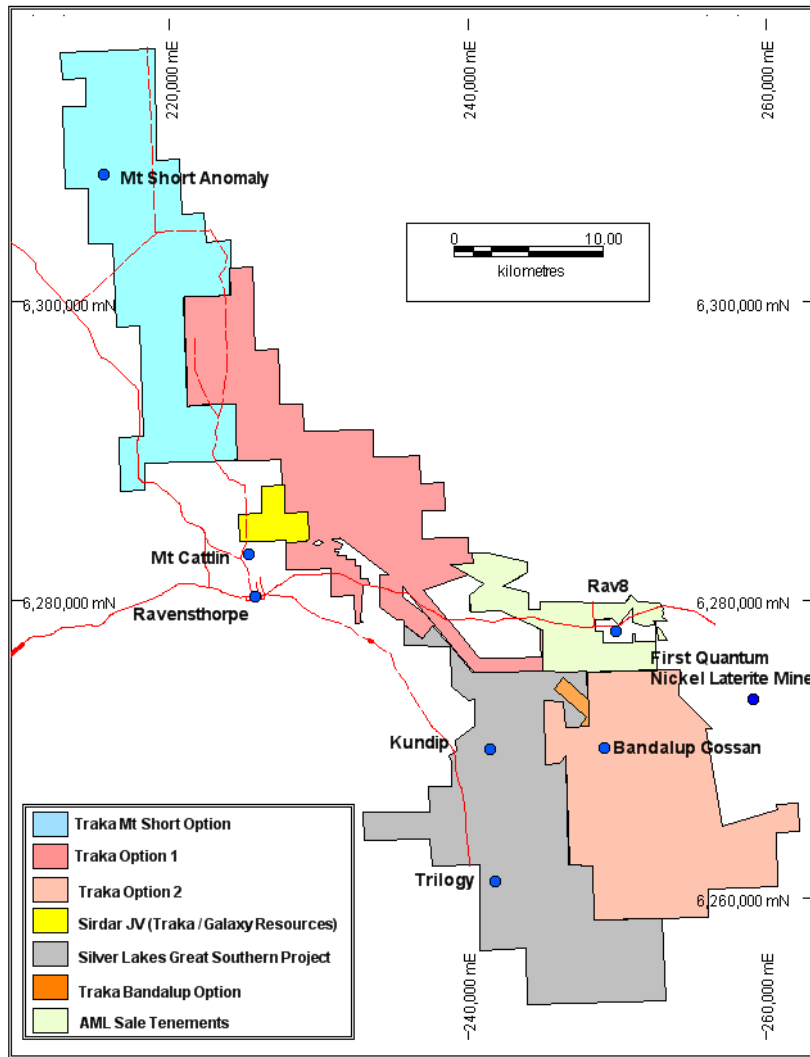 220,000 mE
240,000 mE
260,000 mE
Mt Short Anomaly
0 10.00
kilometres
6,300,000 mN
6,300,000 mN
Mt Cattlin
Ravensthorpe
Rav8
6,280,000 mN
6,280,000 mN
First Quantum
Nickel Laterite Mine
Kundip
Bandalup Gossan
Trilogy
6,260,000 mN
240,000 mE
260,000 mE
Traka Mt Short Option
Traka Option 1
Traka Option 2
Sirdar JV (Traka / Galaxy Resources)
Silver Lakes Great Southern Project
Traka Bandalup Option
AML Sale Tenements